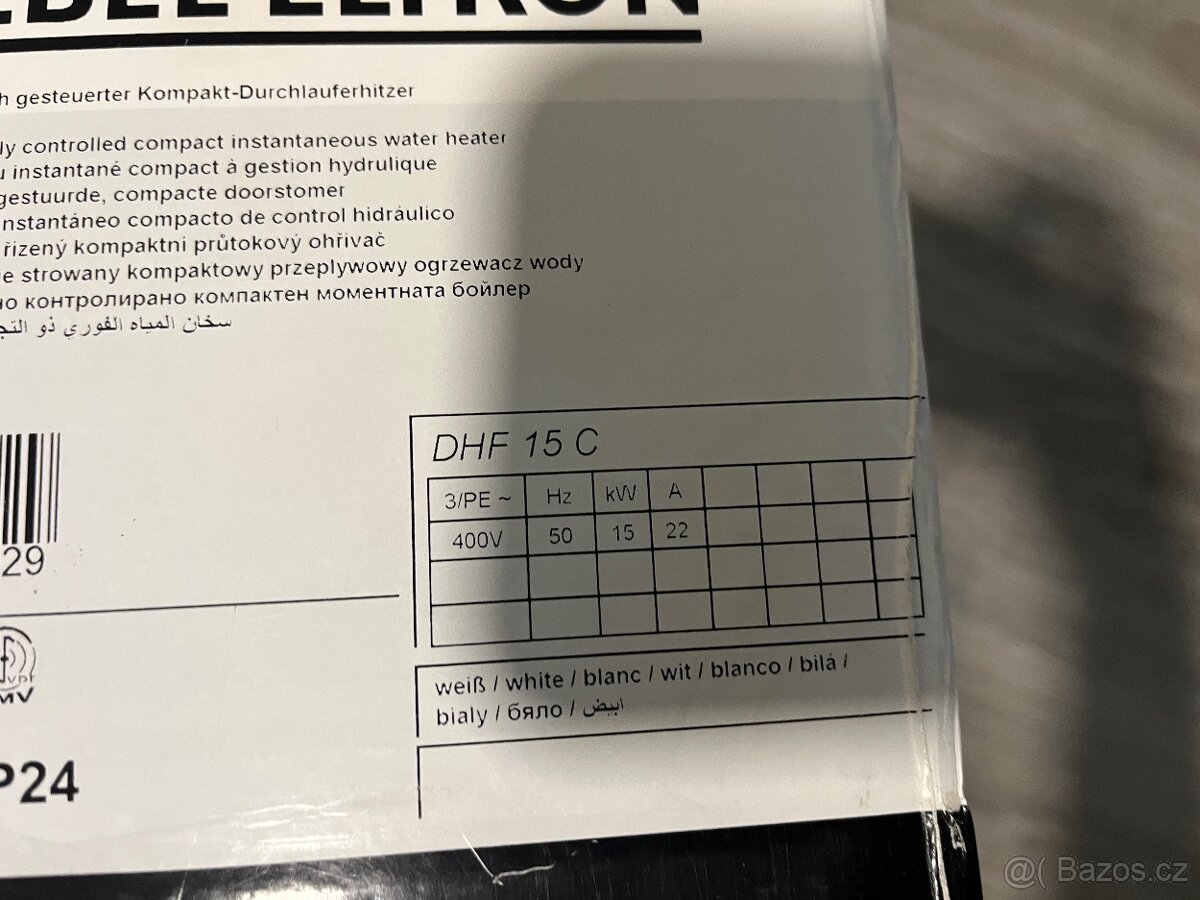 h gesteuerter Kompakt-Durchlauferhitzer
ly controlled compact instantaneous water heater
u instantané compact à gestion hydrulique
gestuurde, compacte doorstomer
instantáneo compacto de control hidráulico
řízený kompaktni průtokový ohřívač
ie strowany kompaktowy przeplywowy ogrzewacz wody
но контролирано компактен моментната бойлер
سخان المياه الفوري ذو التج
29
DHF 15 C
3/PE ~ Hz kW A
400V 50 15 22
weiß / white / blanc / wit / blanco / bilá /
bialy / бяло / ابيض
P24
@( Bazos.cz